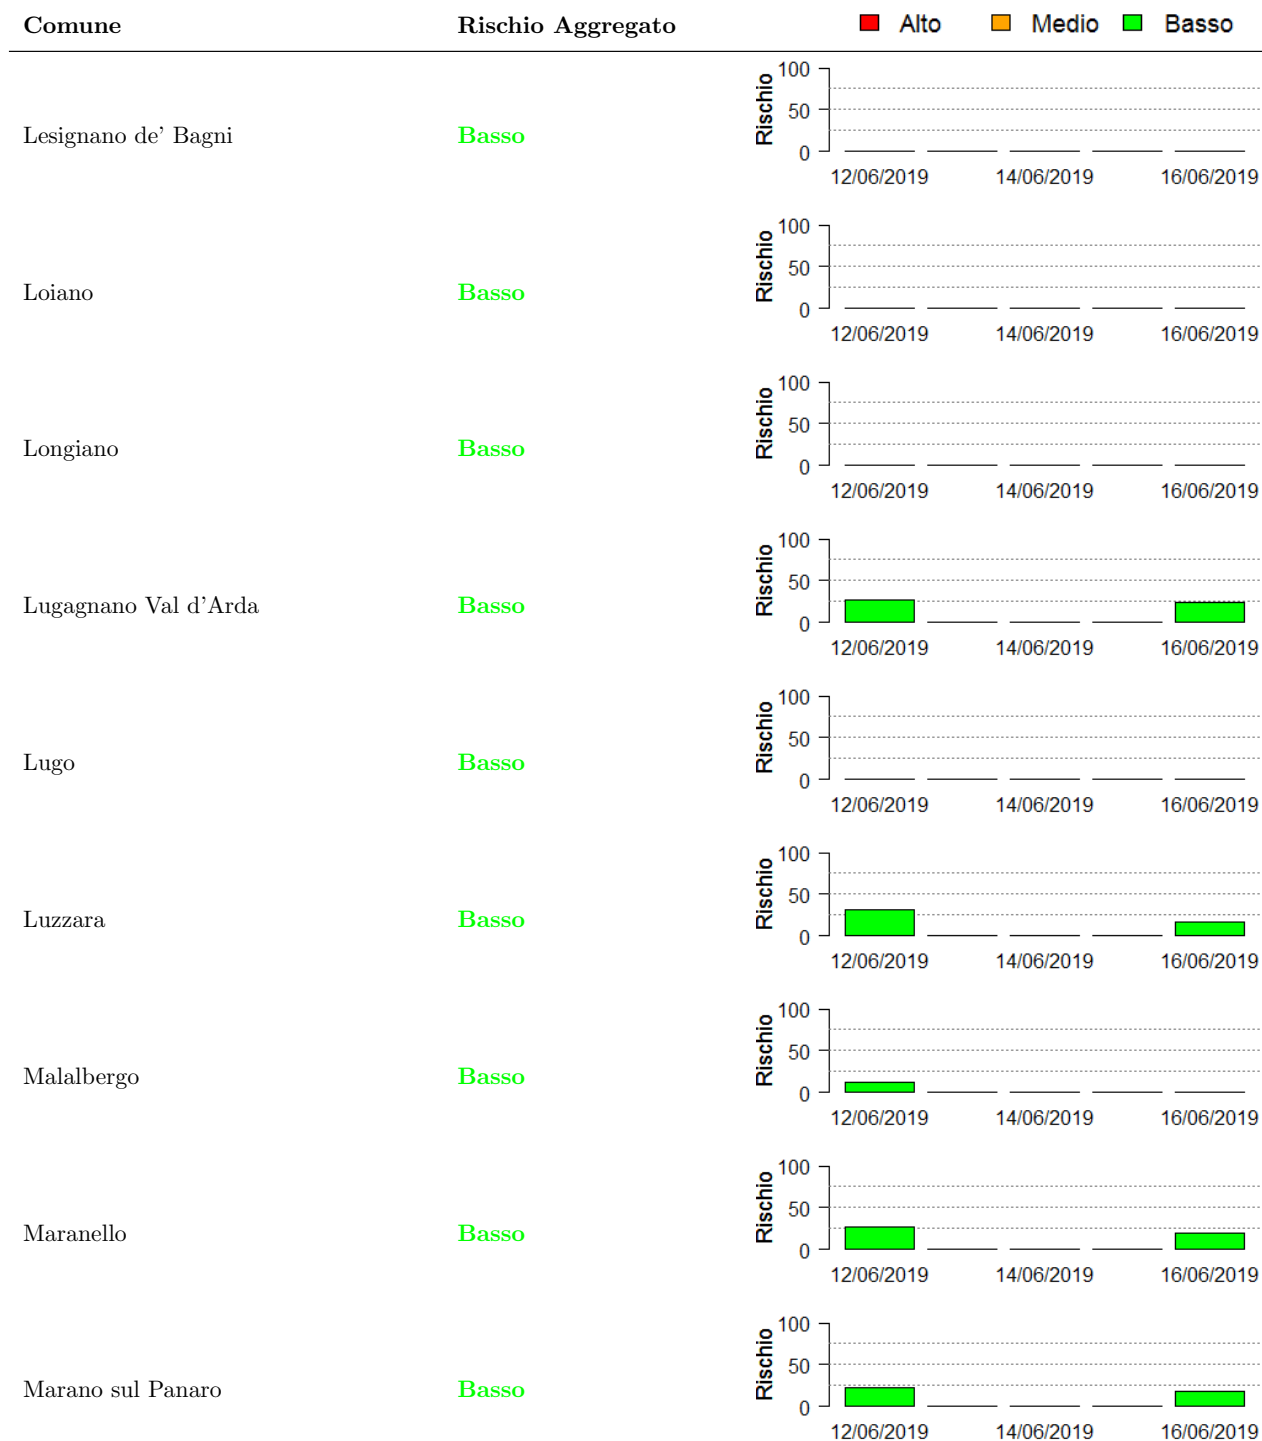 Comune Rischio Aggregato Alto Medio Basso
100
Rischio
50
Lesignano de' Bagni Basso
0
12/06/2019 14/06/2019 16/06/2019
100
Rischio
50
Loiano Basso
0
12/06/2019 14/06/2019 16/06/2019
100
Rischio
50
Longiano Basso
0
12/06/2019 14/06/2019 16/06/2019
100
Rischio
50
Lugagnano Val d'Arda Basso
0
12/06/2019 14/06/2019 16/06/2019
100
Rischio
50
Lugo Basso
0
12/06/2019 14/06/2019 16/06/2019
100
Rischio
50
Luzzara Basso
0
12/06/2019 14/06/2019 16/06/2019
100
Rischio
50
Malalbergo Basso
0
12/06/2019 14/06/2019 16/06/2019
100
Rischio
50
Maranello Basso
0
12/06/2019 14/06/2019 16/06/2019
100
Rischio
50
Marano sul Panaro Basso
0
12/06/2019 14/06/2019 16/06/2019